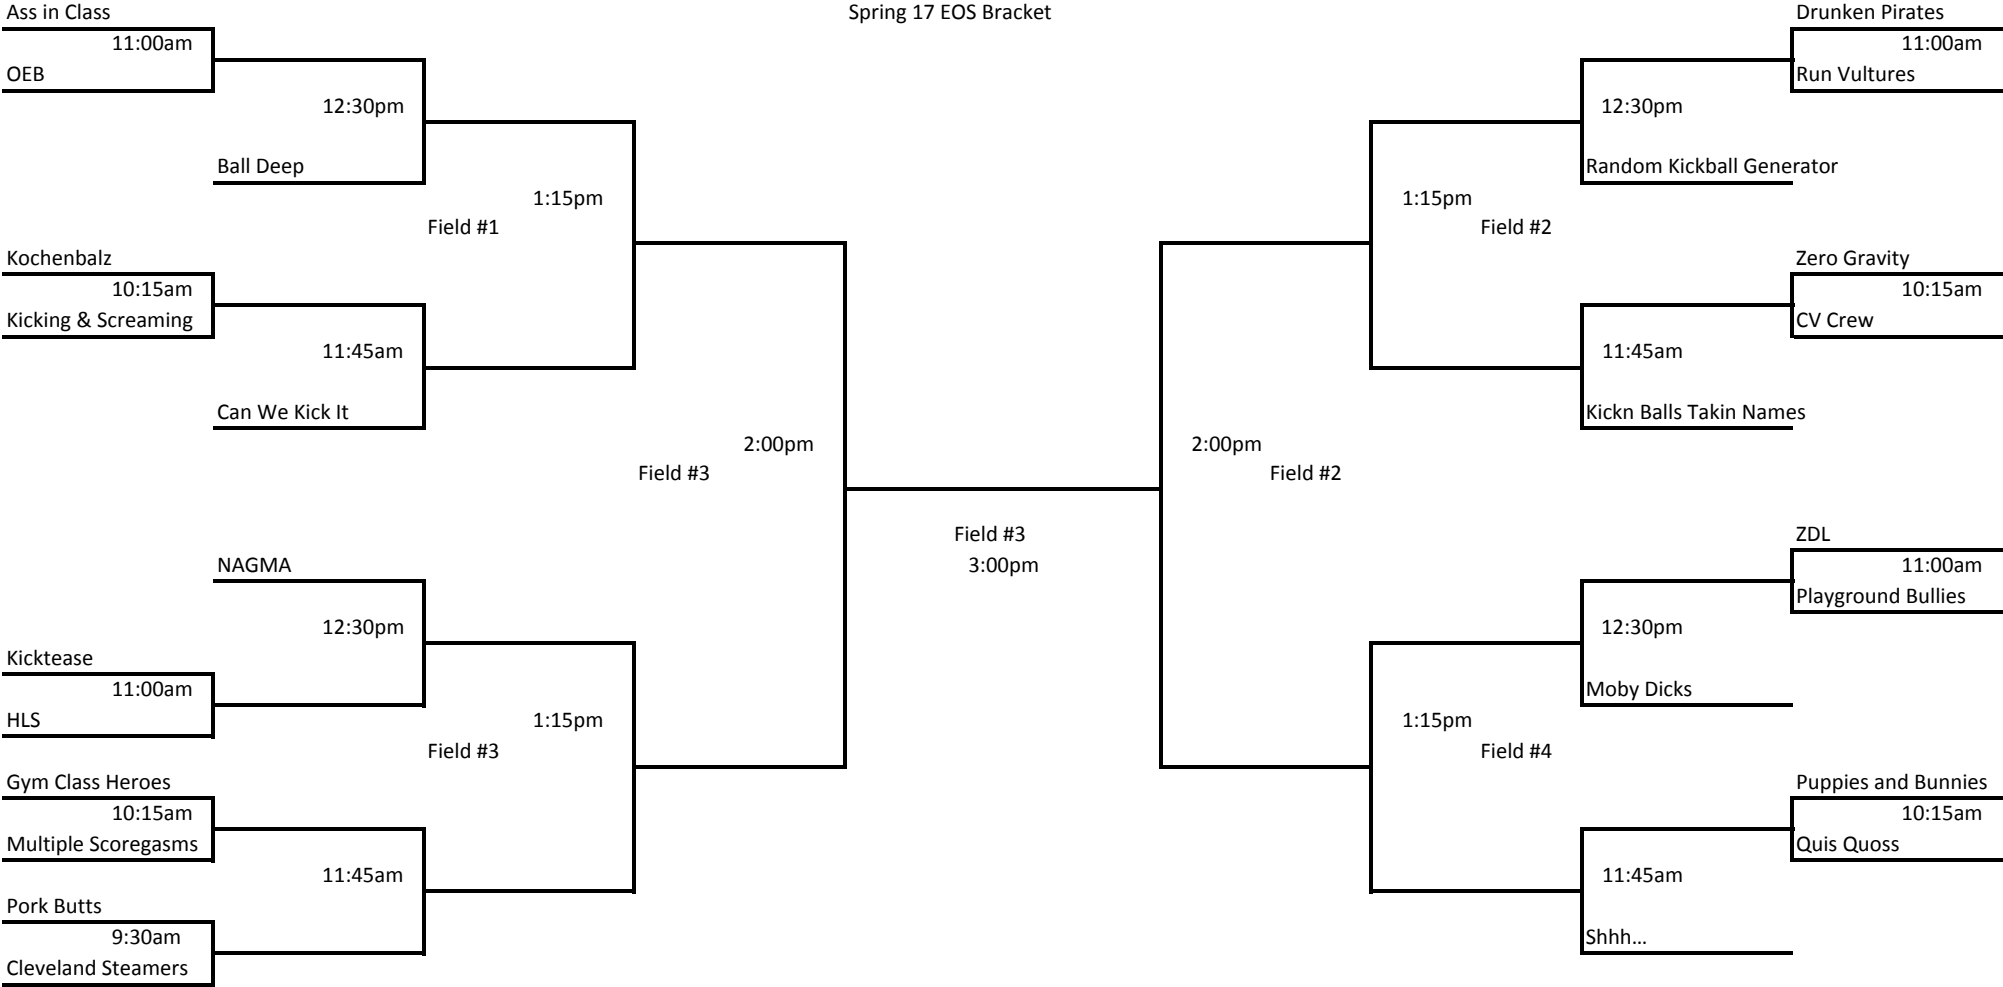 Spring 17 EOS Bracket
Ass in Class
11:00am
OEB
12:30pm
Ball Deep
1:15pm
Field #1
Kochenbalz
10:15am
Kicking & Screaming
11:45am
Can We Kick It
2:00pm
Field #3
NAGMA
12:30pm
Kicktease
11:00am
HLS
1:15pm
Field #3
Gym Class Heroes
10:15am
Multiple Scoregasms
11:45am
Pork Butts
9:30am
Cleveland Steamers
Field #3
3:00pm
Drunken Pirates
11:00am
Run Vultures
12:30pm
Random Kickball Generator
1:15pm
Field #2
Zero Gravity
10:15am
CV Crew
11:45am
Kickn Balls Takin Names
2:00pm
Field #2
ZDL
11:00am
Playground Bullies
12:30pm
Moby Dicks
1:15pm
Field #4
Puppies and Bunnies
10:15am
Quis Quoss
11:45am
Shhh…